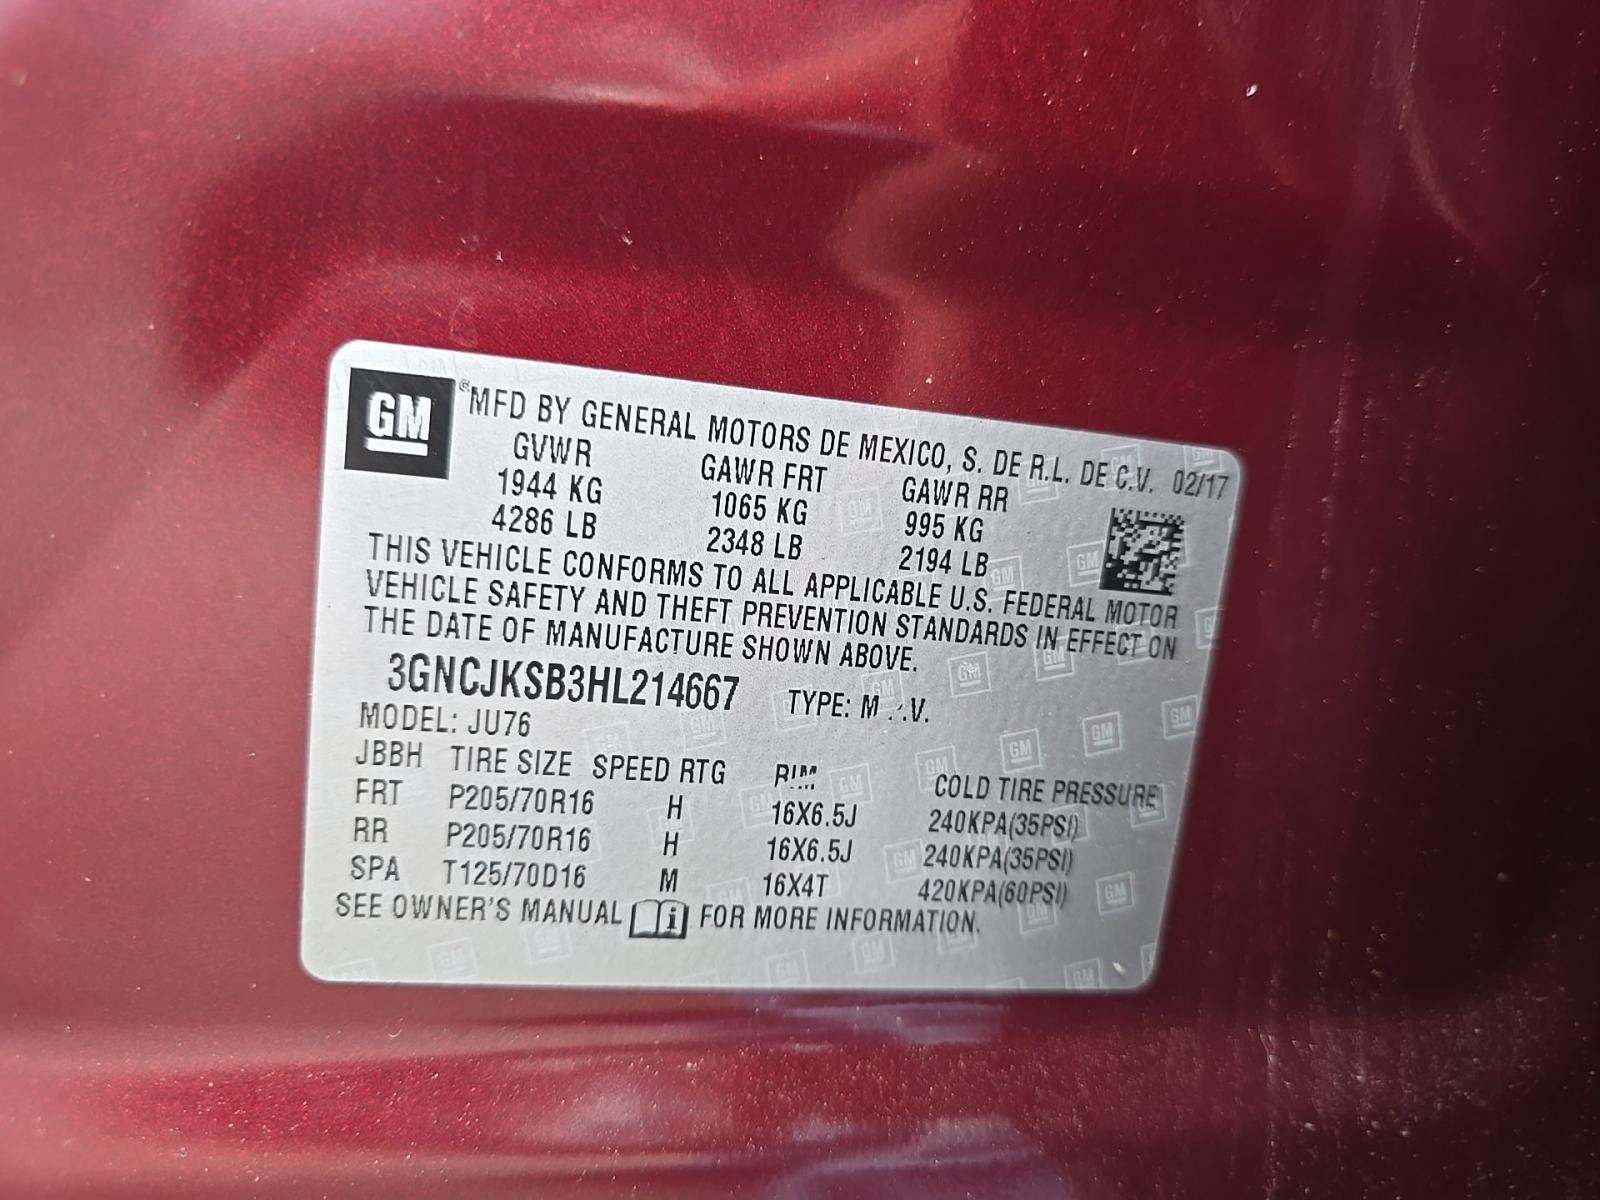 GM
MFD BY GENERAL MOTORS DE MEXICO, S. DE R.L. DE C.V. 02/17
GVWR GAWR FRT GAWR RR
1944 KG 1065 KG 995 KG
4286 LB 2348 LB 2194 LB
THIS VEHICLE CONFORMS TO ALL APPLICABLE U.S. FEDERAL MOTOR
VEHICLE SAFETY AND THEFT PREVENTION STANDARDS IN EFFECT ON
THE DATE OF MANUFACTURE SHOWN ABOVE.
3GNCJKSB3HL214667 TYPE: M . .V.
MODEL: JU76
JBBH TIRE SIZE SPEED RTG RIM COLD TIRE PRESSURE
FRT P205/70R16 H 16X6.5J 240KPA(35PSI)
RR P205/70R16 H 16X6.5J 240KPA(35PSI)
SPA T125/70D16 M 16X4T 420KPA(60PSI)
SEE OWNER'S MANUAL i FOR MORE INFORMATION.